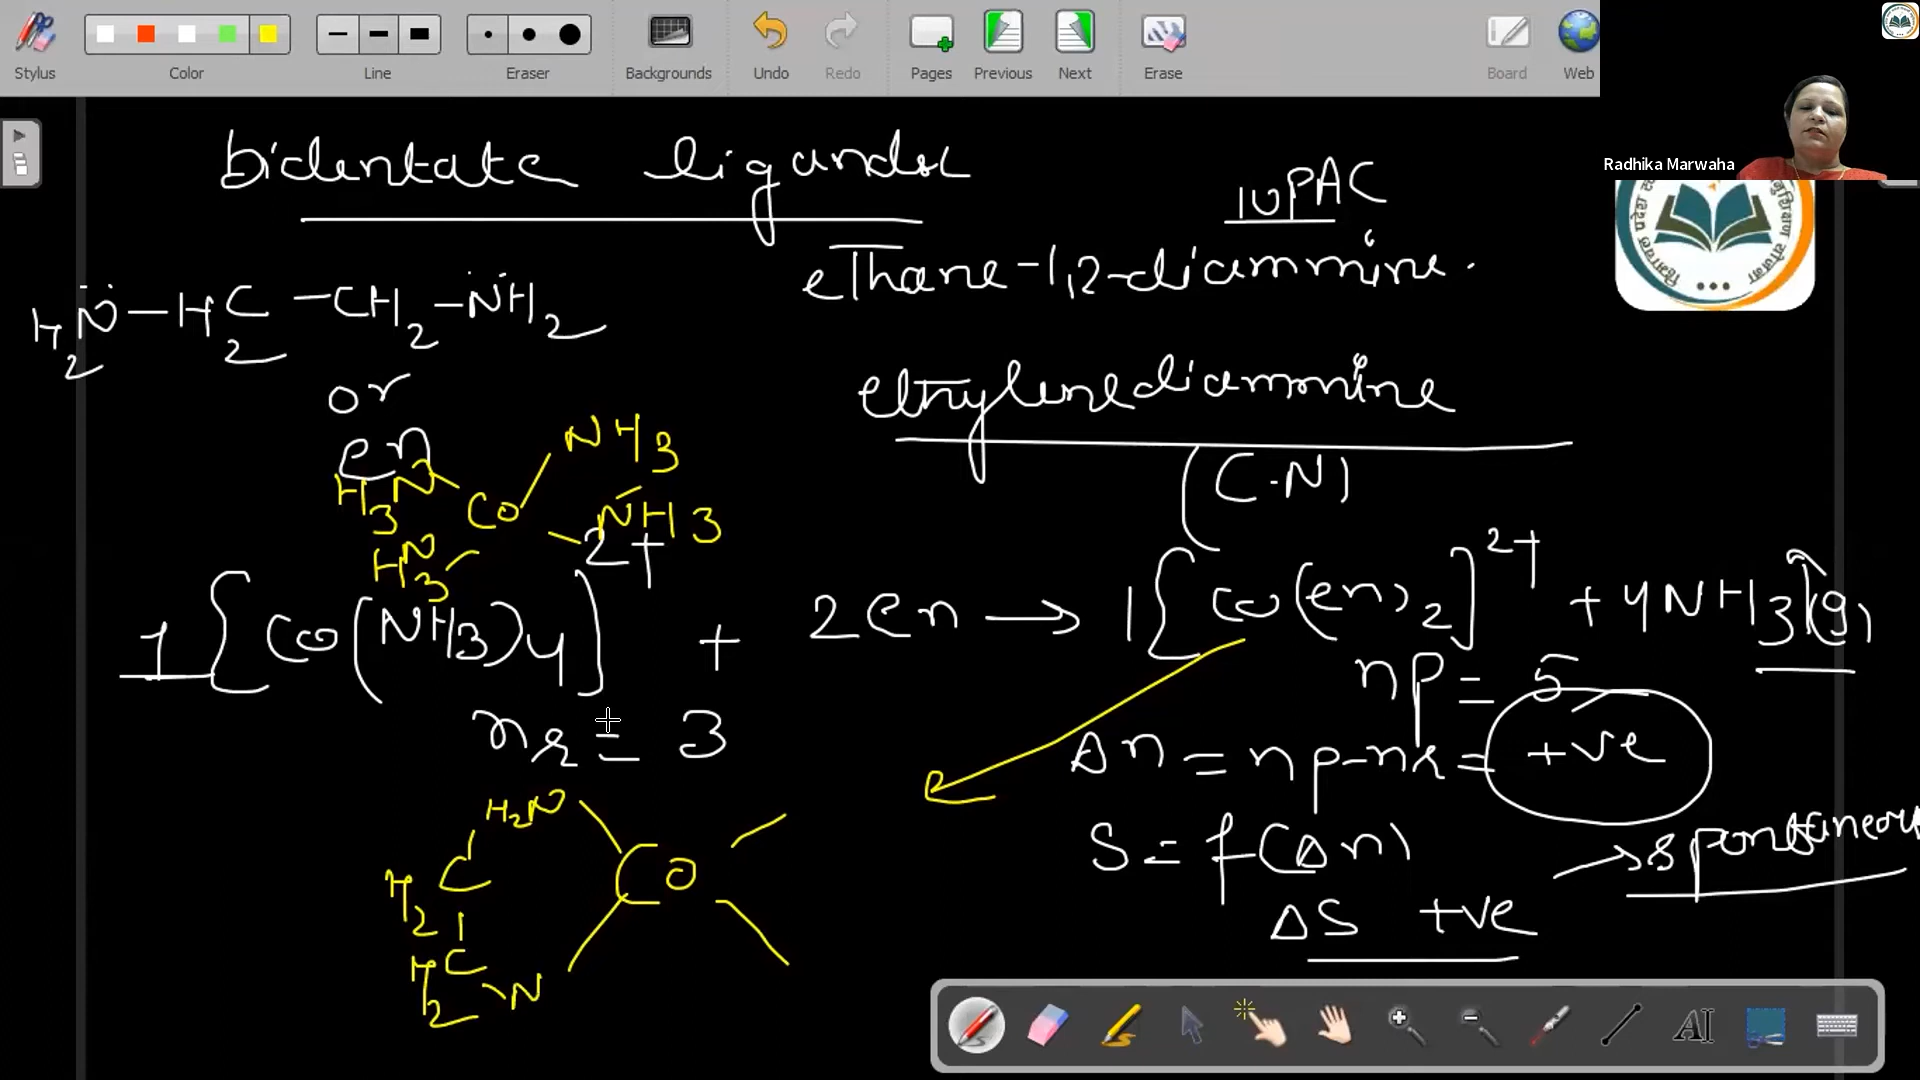 Stylus Color Line Eraser Backgrounds Undo Redo Pages Previous Next Erase Board Web
Radhika Marwaha
bidentate ligands
IUPAC
ethane-1,2-diammine.
H2N̈-H2C-CH2-N̈H2
or
en
ethylenediammine
(C.N)
NH3
H3N Co
NH3
H3N
1[Co(NH3)4]2+ + 2en → 1[Co(en)2]2+ + 4NH3↑(g)
nr = 3
np = 5
Δn = np-nr = +ve
S = f(Δn)
→ spontaneou
ΔS +ve
H2N
H2C Co
H2C
N
AI